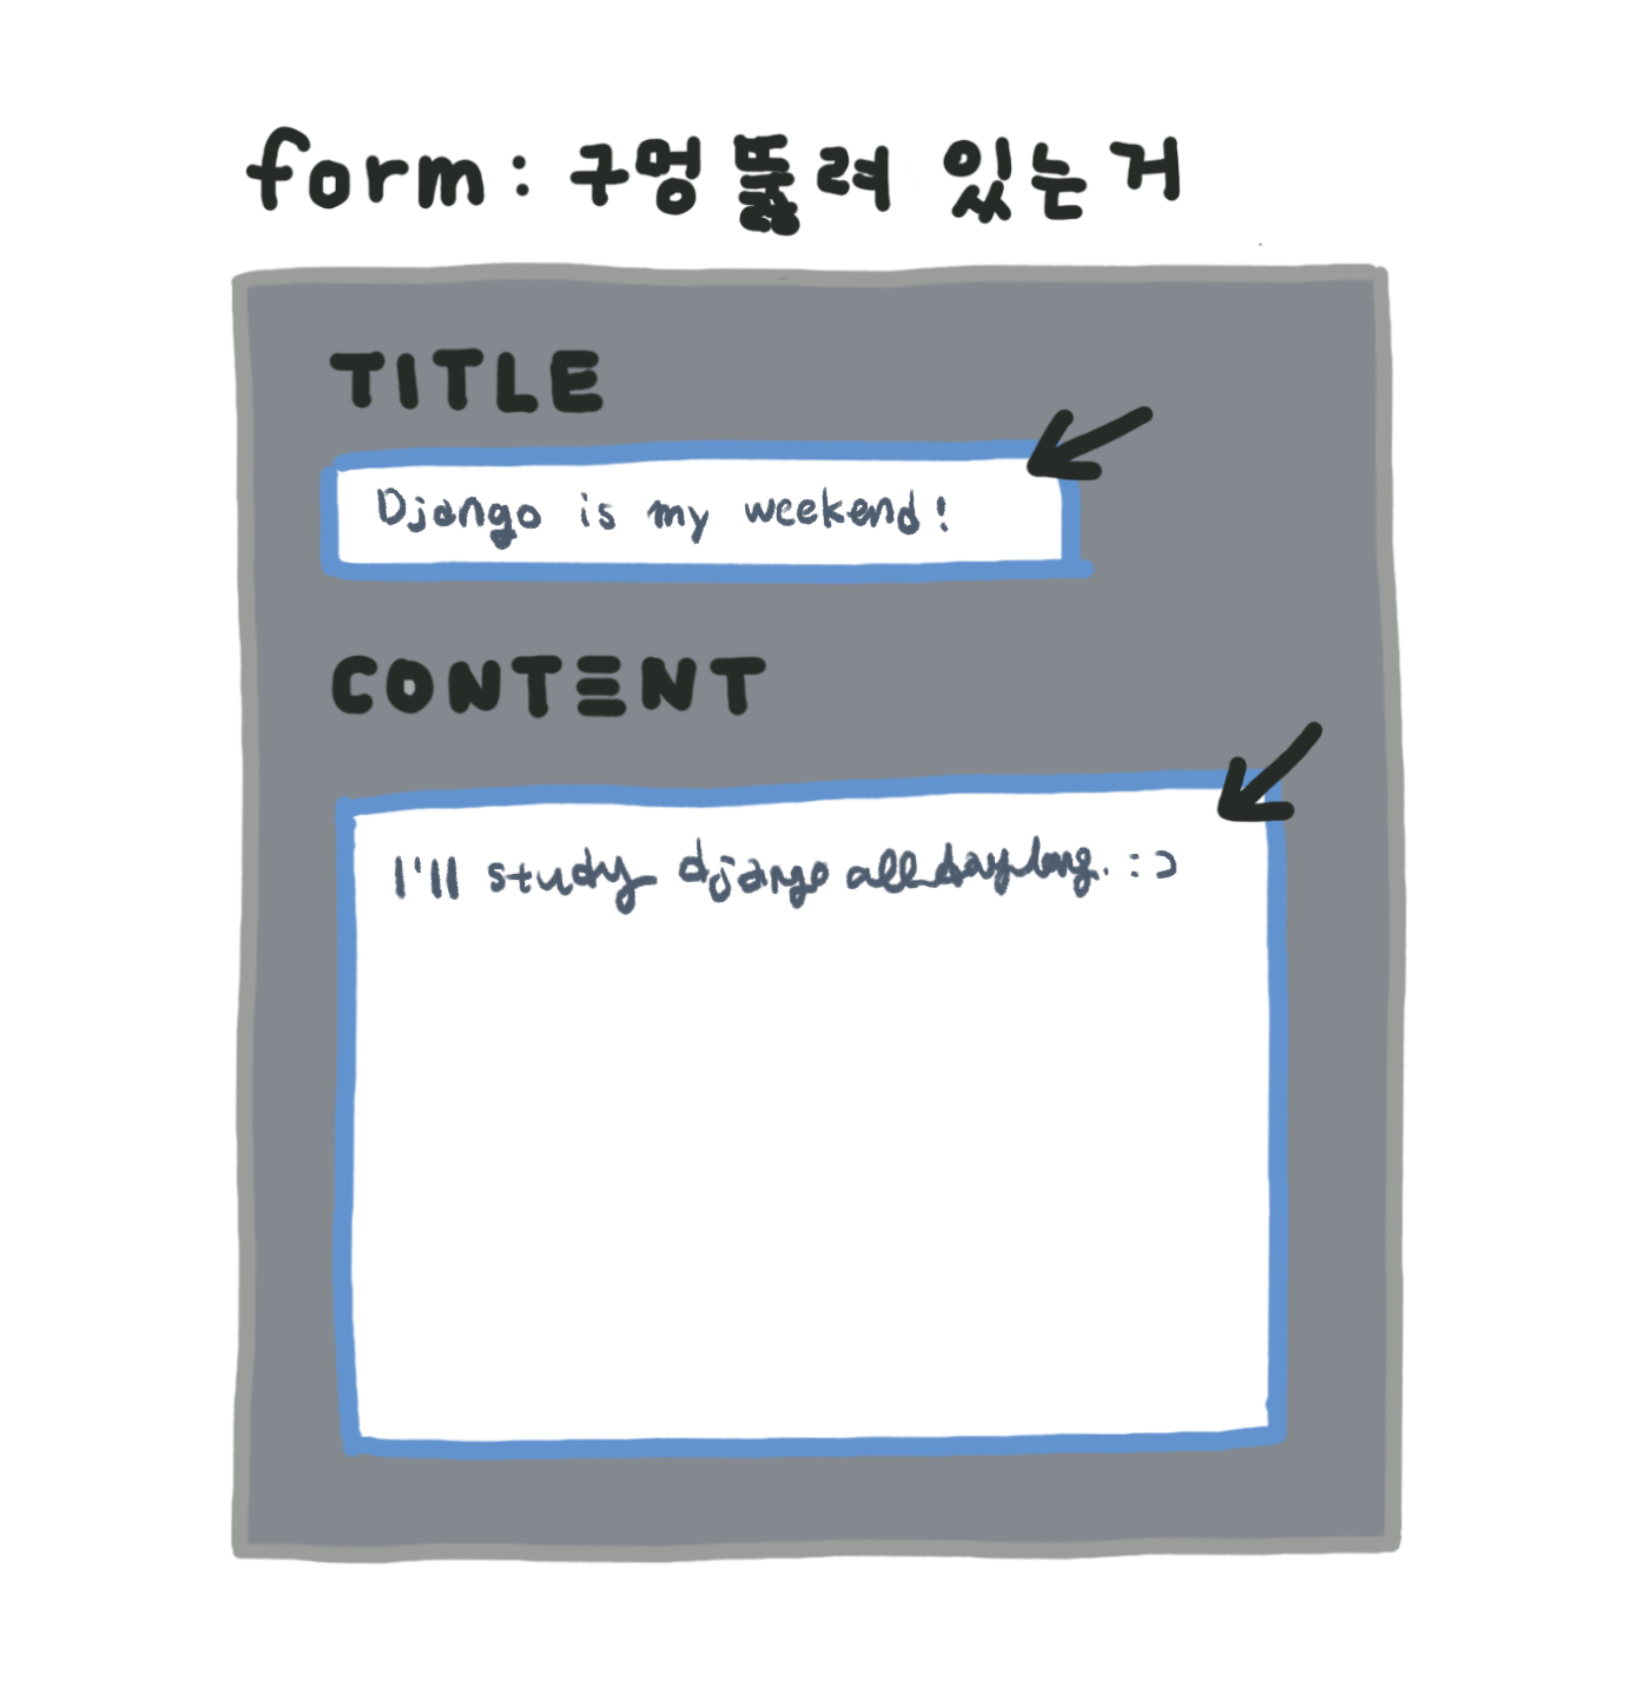 form: 구멍 뚫려 있는거
TITLE
Django is my weekend!
CONTENT
I'll study django all day long. :)